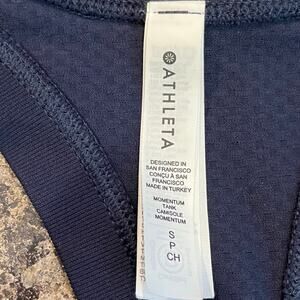 ATHLETA
DESIGNED IN
SAN FRANCISCO
CONÇU À SAN
FRANCISCO
MADE IN TURKEY
MOMENTUM
TANK
CAMISOLE
MOMENTUM
S
P
CH